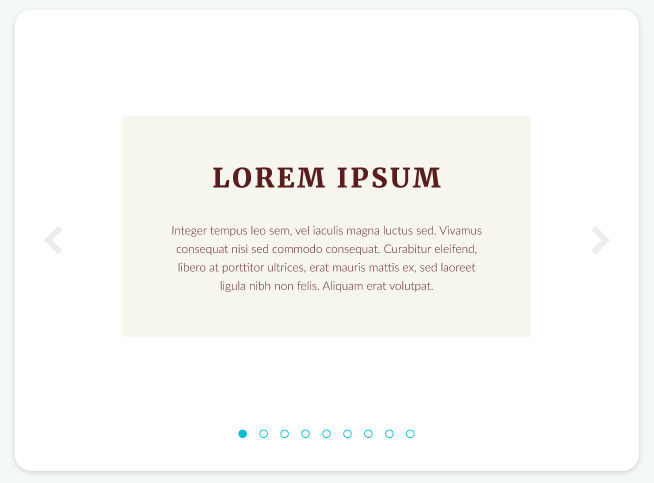 LOREM IPSUM
Integer tempus leo sem, vel iaculis magna luctus sed. Vivamus
consequat nisi sed commodo consequat. Curabitur eleifend,
libero at porttitor ultrices, erat mauris mattis ex, sed laoreet
ligula nibh non felis. Aliquam erat volutpat.